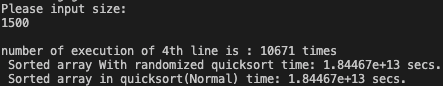 Please input size:
1500
number of execution of 4th line is : 10671 times
Sorted array With randomized quicksort time: 1.84467e+13 secs.
Sorted array in quicksort(Normal) time: 1.84467e+13 secs.